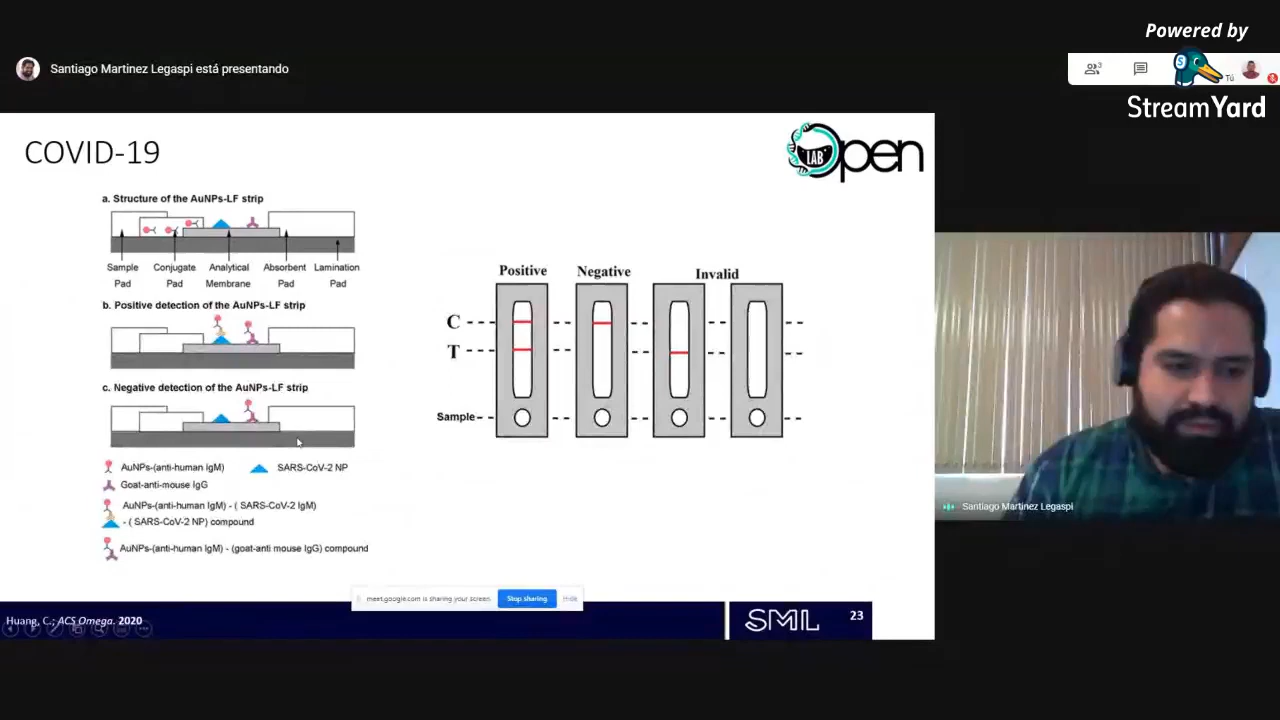 Powered by
StreamYard
Santiago Martinez Legaspi está presentando
3
Tú
COVID-19
LAB
Open
a. Structure of the AuNPs-LF strip
Sample Pad
Conjugate Pad
Analytical Membrane
Absorbent Pad
Lamination Pad
b. Positive detection of the AuNPs-LF strip
c. Negative detection of the AuNPs-LF strip
AuNPs-(anti-human IgM)
SARS-CoV-2 NP
Goat-anti-mouse IgG
AuNPs-(anti-human IgM) - ( SARS-CoV-2 IgM)
- ( SARS-CoV-2 NP) compound
AuNPs-(anti-human IgM) - (goat-anti mouse IgG) compound
Positive
Negative
Invalid
C
T
Sample
Santiago Martinez Legaspi
meet.google.com is sharing your screen.
Stop sharing
Hide
Huang, C.; ACS Omega. 2020
SML
23